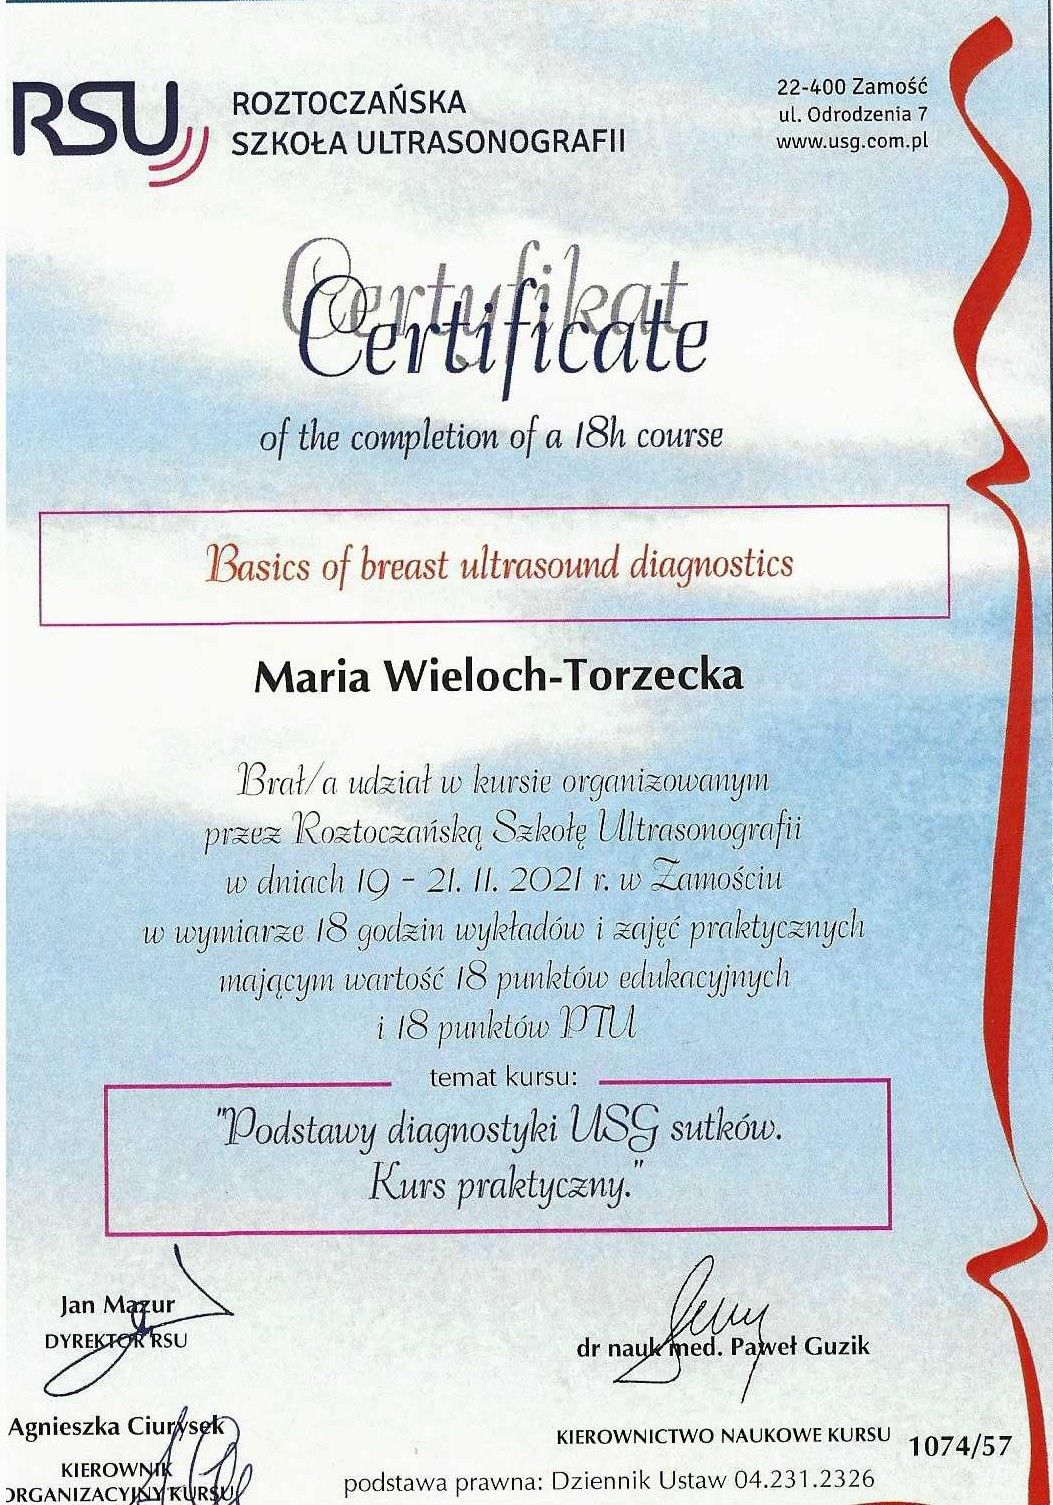 RSU
ROZTOCZAŃSKA
SZKOŁA ULTRASONOGRAFII
22-400 Zamość
ul. Odrodzenia 7
www.usg.com.pl
Certyfikat
Certificate
of the completion of a 18h course
Basics of breast ultrasound diagnostics
Maria Wieloch-Torzecka
Brał/a udział w kursie organizowanym
przez Roztoczańską Szkołę Ultrasonografii
w dniach 19 - 21. 11. 2021 r. w Zamościu
w wymiarze 18 godzin wykładów i zajęć praktycznych
mającym wartość 18 punktów edukacyjnych
i 18 punktów PTU
temat kursu:
"Podstawy diagnostyki USG sutków.
Kurs praktyczny."
Jan Mazur
DYREKTOR RSU
dr nauk med. Paweł Guzik
Agnieszka Ciurysek
KIEROWNIK
ORGANIZACYJNY KURSU
KIEROWNICTWO NAUKOWE KURSU
1074/57
podstawa prawna: Dziennik Ustaw 04.231.2326